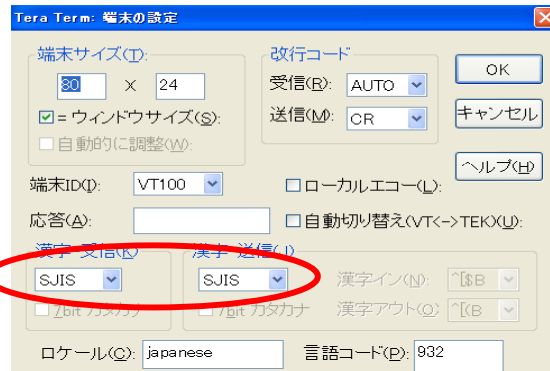 Tera Term: 端末の設定
端末サイズ(T):
80 × 24
☑=ウィンドウサイズ(S):
□自動的に調整(W):
改行コード
受信(R): AUTO
送信(M): CR
OK
キャンセル
ヘルプ(H)
端末ID(I): VT100
□ローカルエコー(L):
応答(A):
□自動切り替え(VT<->TEK)(U):
漢字-受信(K)
SJIS
□7bit カタカナ
漢字-送信(J)
SJIS
□7bit カタカナ
漢字イン(N): ^[$B
漢字アウト(O): ^[(B
ロケール(C): japanese
言語コード(P): 932